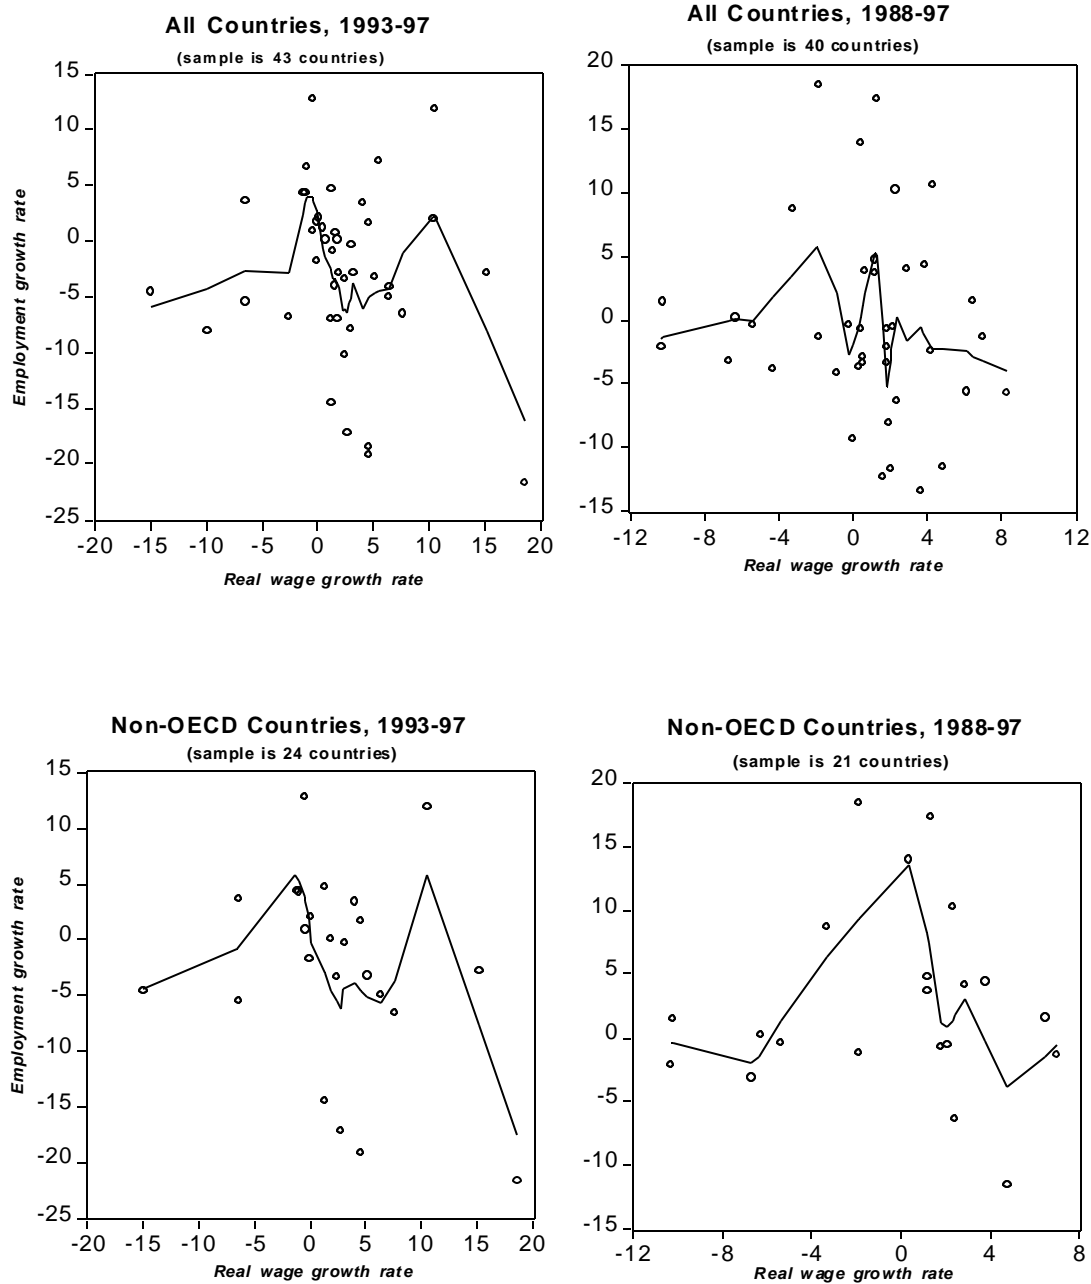 All Countries, 1993-97
(sample is 43 countries)
15
10
5
0
-5
-10
-15
-20
-25
Employment growth rate
-20 -15 -10 -5 0 5 10 15 20
Real wage growth rate
All Countries, 1988-97
(sample is 40 countries)
20
15
10
5
0
-5
-10
-15
-12 -8 -4 0 4 8 12
Real wage growth rate
Non-OECD Countries, 1993-97
(sample is 24 countries)
15
10
5
0
-5
-10
-15
-20
-25
Employment growth rate
-20 -15 -10 -5 0 5 10 15 20
Real wage growth rate
Non-OECD Countries, 1988-97
(sample is 21 countries)
20
15
10
5
0
-5
-10
-15
-12 -8 -4 0 4 8
Real wage growth rate